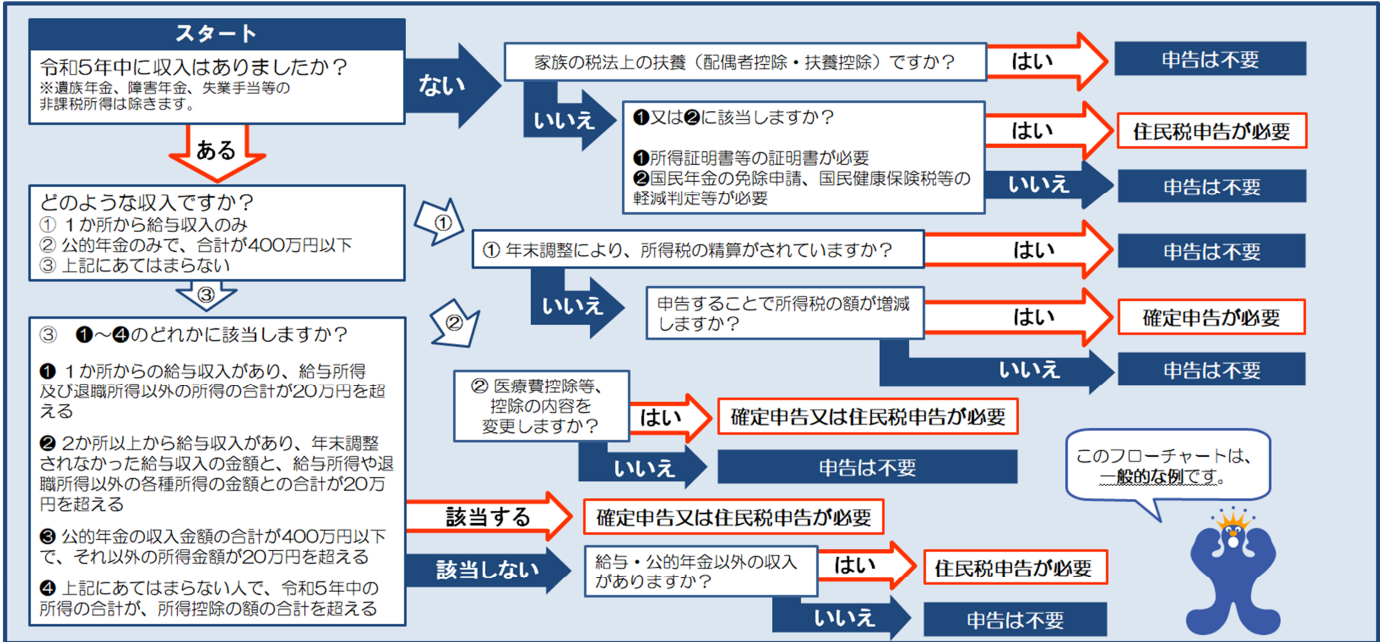 スタート
令和5年中に収入はありましたか？
※遺族年金、障害年金、失業手当等の
非課税所得は除きます。
ない
家族の税法上の扶養（配偶者控除・扶養控除）ですか？
はい
申告は不要
いいえ
❶又は❷に該当しますか？
❶所得証明書等の証明書が必要
❷国民年金の免除申請、国民健康保険税等の
軽減判定等が必要
はい
住民税申告が必要
いいえ
申告は不要
ある
どのような収入ですか？
① １か所から給与収入のみ
② 公的年金のみで、合計が400万円以下
③ 上記にあてはまらない
①
① 年末調整により、所得税の精算がされていますか？
はい
申告は不要
いいえ
申告することで所得税の額が増減
しますか？
はい
確定申告が必要
いいえ
申告は不要
②
② 医療費控除等、
控除の内容を
変更しますか？
はい
確定申告又は住民税申告が必要
いいえ
申告は不要
③
③　❶～❹のどれかに該当しますか？
❶ １か所からの給与収入があり、給与所得
及び退職所得以外の所得の合計が20万円を超
える
❷ 2か所以上から給与収入があり、年末調整
されなかった給与収入の金額と、給与所得や退
職所得以外の各種所得の金額との合計が20万
円を超える
❸ 公的年金の収入金額の合計が400万円以下
で、それ以外の所得金額が20万円を超える
❹ 上記にあてはまらない人で、令和5年中の
所得の合計が、所得控除の額の合計を超える
該当する
確定申告又は住民税申告が必要
該当しない
給与・公的年金以外の収入
がありますか？
はい
住民税申告が必要
いいえ
申告は不要
このフローチャートは、
一般的な例です。